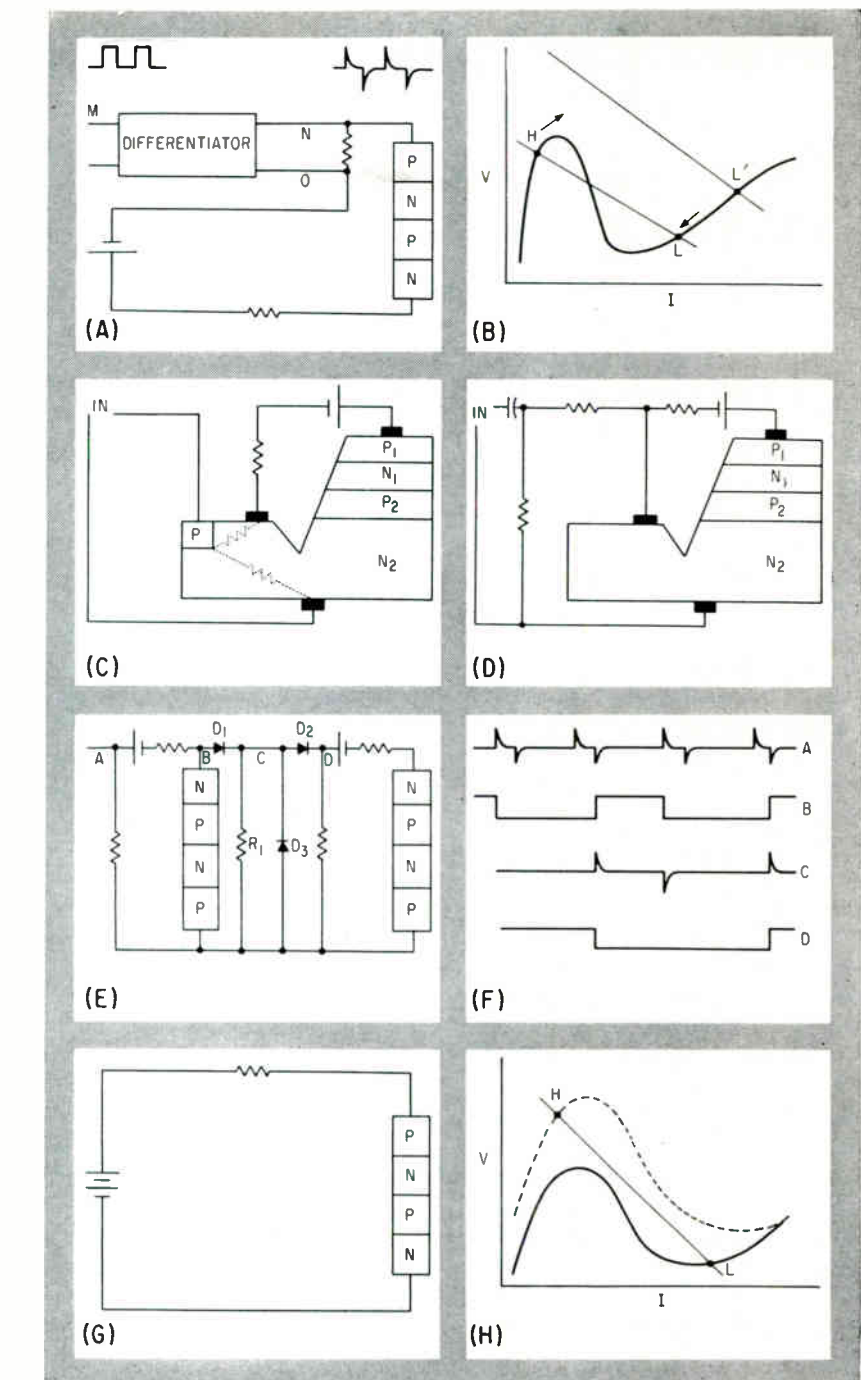 M
DIFFERENTIATOR
N
O
P
N
P
N
(A)
H
L'
V
L
I
(B)
IN
P1
N1
P2
P
N2
(C)
IN
P1
N1
P2
N2
(D)
D1
D2
A
B
C
D
N
P
N
P
R1
D3
N
P
N
P
(E)
A
B
C
D
(F)
P
N
P
N
(G)
H
V
L
I
(H)